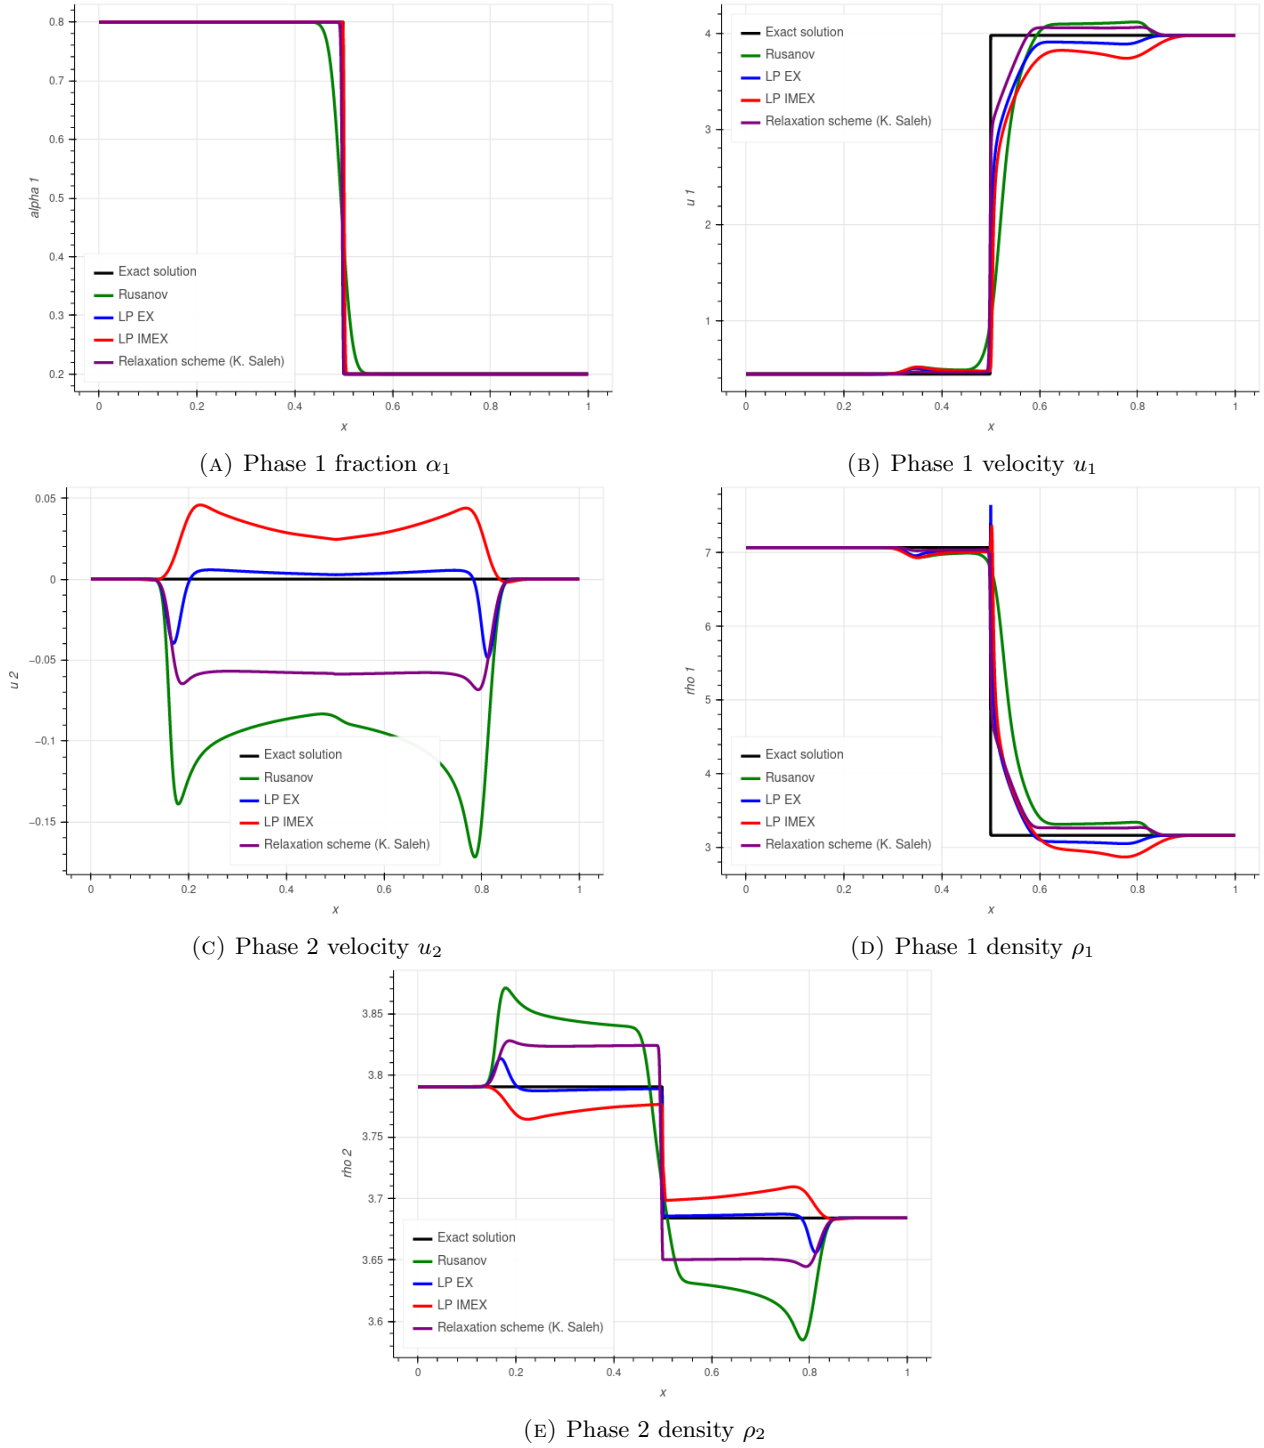 0.8
0.7
0.6
0.5
0.4
0.3
0.2
alpha 1
Exact solution
Rusanov
LP EX
LP IMEX
Relaxation scheme (K. Saleh)
0
0.2
0.4
0.6
0.8
1
x
(A) Phase 1 fraction α1
4
3
2
1
u 1
Exact solution
Rusanov
LP EX
LP IMEX
Relaxation scheme (K. Saleh)
0
0.2
0.4
0.6
0.8
1
x
(B) Phase 1 velocity u1
0.05
0
−0.05
−0.1
−0.15
u 2
Exact solution
Rusanov
LP EX
LP IMEX
Relaxation scheme (K. Saleh)
0
0.2
0.4
0.6
0.8
1
x
(C) Phase 2 velocity u2
7
6
5
4
3
rho 1
Exact solution
Rusanov
LP EX
LP IMEX
Relaxation scheme (K. Saleh)
0
0.2
0.4
0.6
0.8
1
x
(D) Phase 1 density ρ1
3.85
3.8
3.75
3.7
3.65
3.6
rho 2
Exact solution
Rusanov
LP EX
LP IMEX
Relaxation scheme (K. Saleh)
0
0.2
0.4
0.6
0.8
1
x
(E) Phase 2 density ρ2